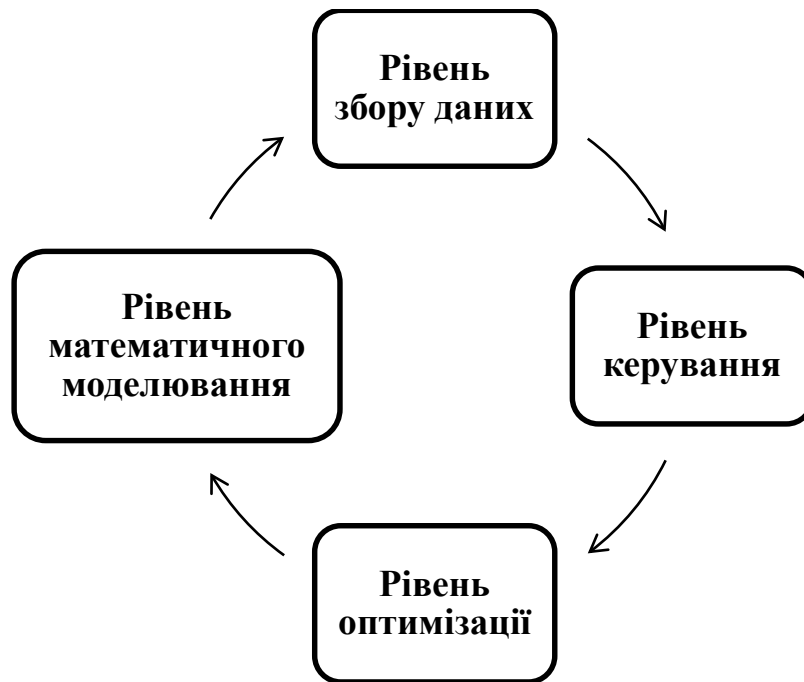 Рівень
збору даних
Рівень
математичного
моделювання
Рівень
керування
Рівень
оптимізації